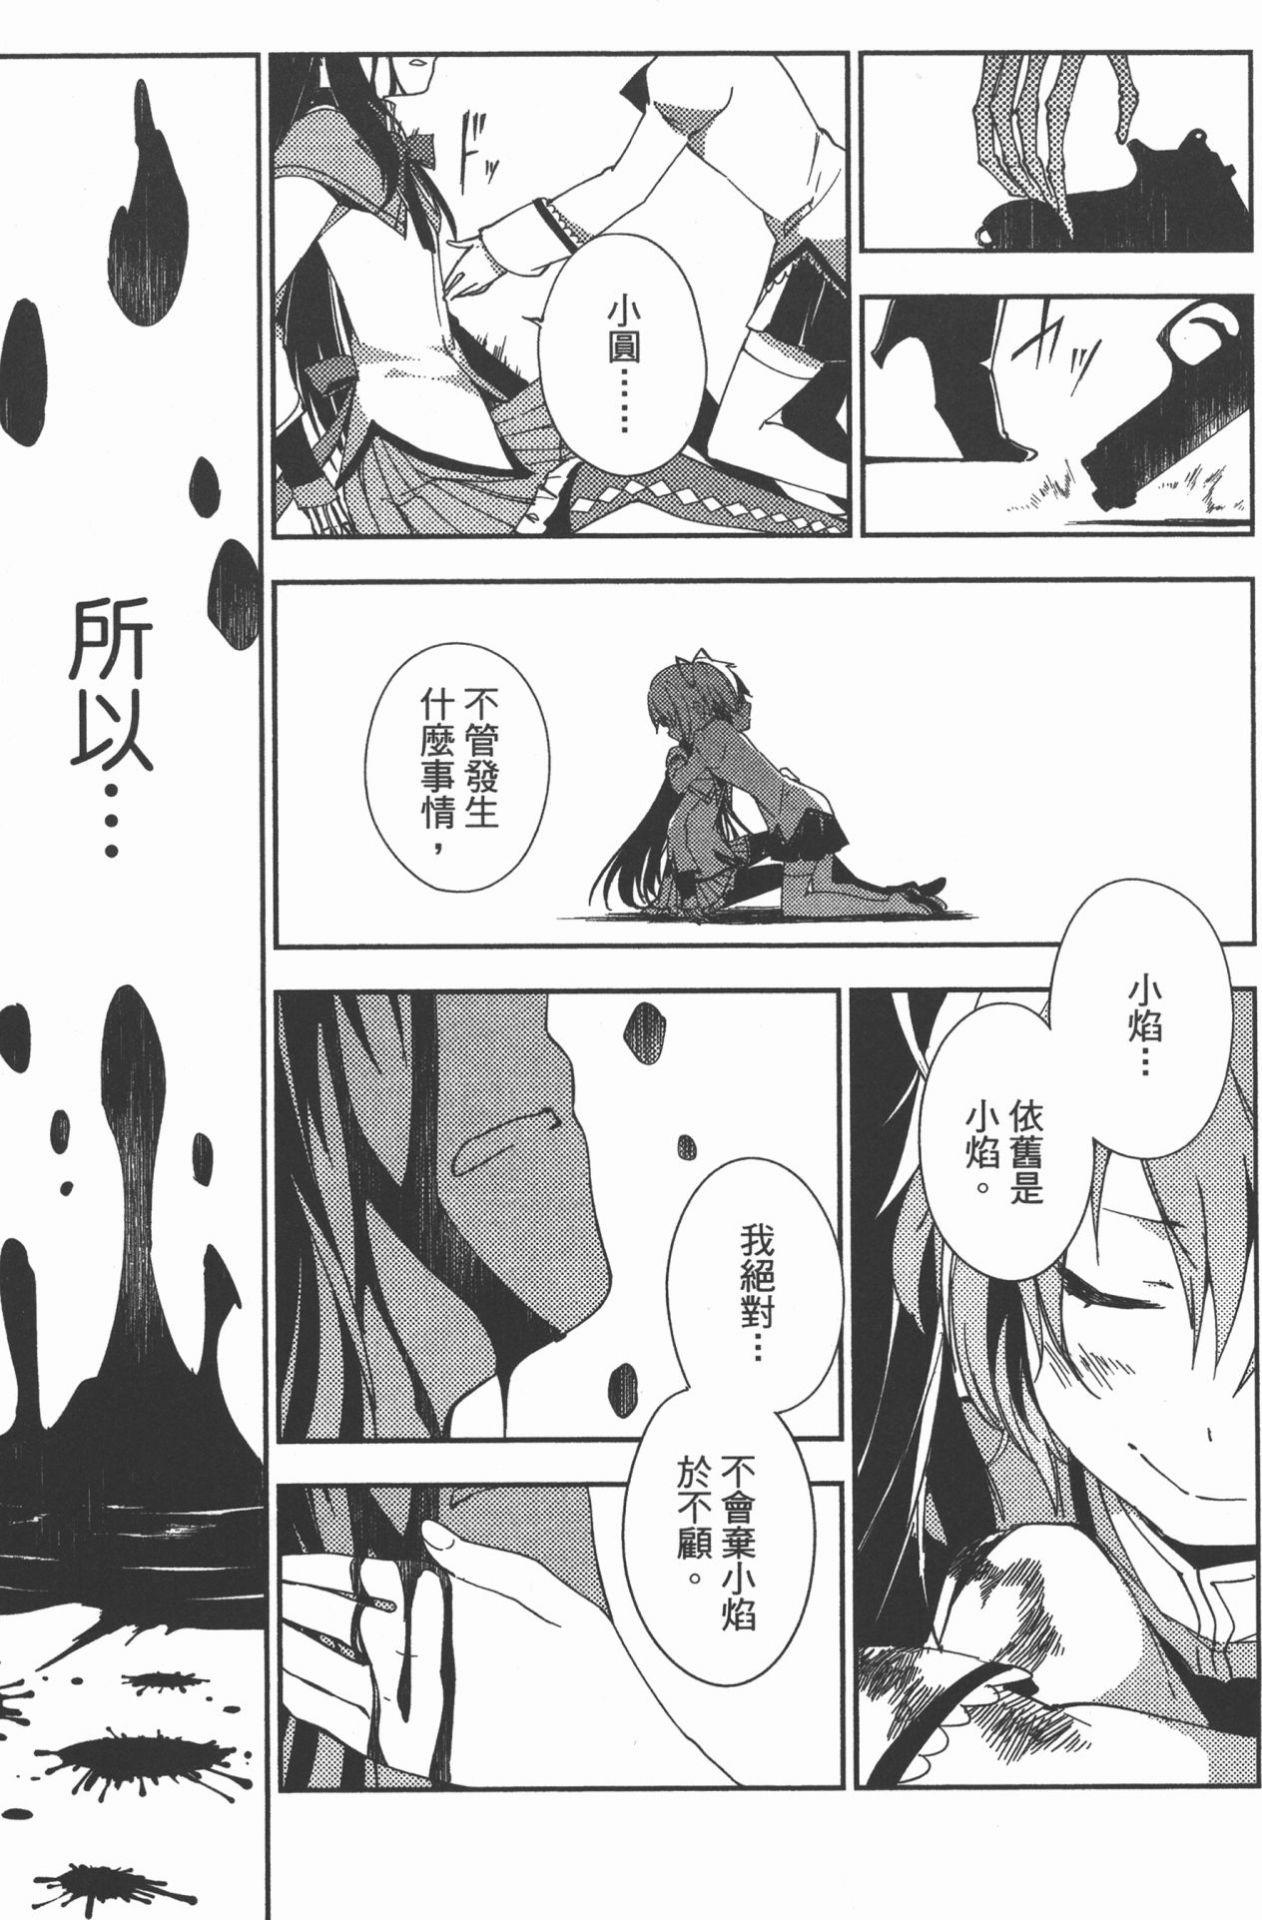 ガッ
ドッ
小圓……
不管發生
什麼事情，
小焰…
依舊是
小焰。
我絕對…
不會棄小焰
於不顧。
所以…